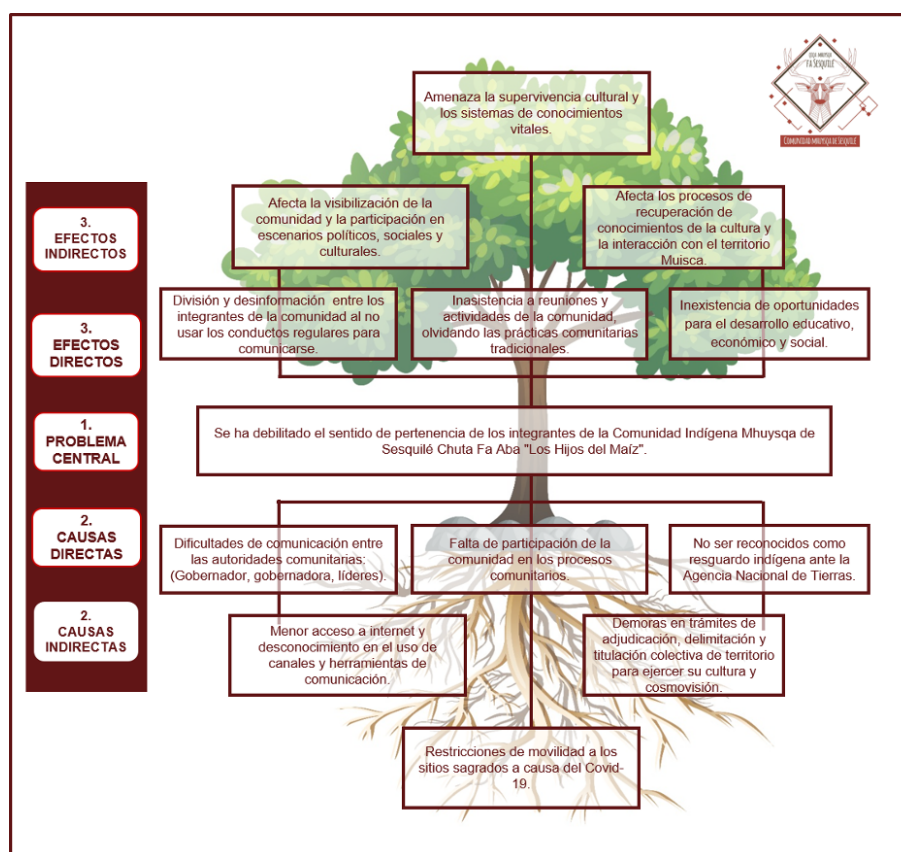 CASA MHUYSQA
FA SESQUILÉ
COMUNIDAD MHUYSQA DE SESQUILÉ
Amenaza la supervivencia cultural y
los sistemas de conocimientos
vitales.
3.
EFECTOS
INDIRECTOS
Afecta la visibilización de la
comunidad y la participación en
escenarios políticos, sociales y
culturales.
Afecta los procesos de
recuperación de
conocimientos de la cultura y
la interacción con el territorio
Muisca.
3.
EFECTOS
DIRECTOS
División y desinformación entre los
integrantes de la comunidad al no
usar los conductos regulares para
comunicarse.
Inasistencia a reuniones y
actividades de la comunidad,
olvidando las prácticas comunitarias
tradicionales.
Inexistencia de oportunidades
para el desarrollo educativo,
económico y social.
1.
PROBLEMA
CENTRAL
Se ha debilitado el sentido de pertenencia de los integrantes de la Comunidad Indígena Mhuysqa de
Sesquilé Chuta Fa Aba "Los Hijos del Maíz".
2.
CAUSAS
DIRECTAS
Dificultades de comunicación entre
las autoridades comunitarias:
(Gobernador, gobernadora, líderes).
Falta de participación de la
comunidad en los procesos
comunitarios.
No ser reconocidos como
resguardo indígena ante la
Agencia Nacional de Tierras.
2.
CAUSAS
INDIRECTAS
Menor acceso a internet y
desconocimiento en el uso de
canales y herramientas de
comunicación.
Demoras en trámites de
adjudicación, delimitación y
titulación colectiva de territorio
para ejercer su cultura y
cosmovisión.
Restricciones de movilidad a los
sitios sagrados a causa del Covid-
19.